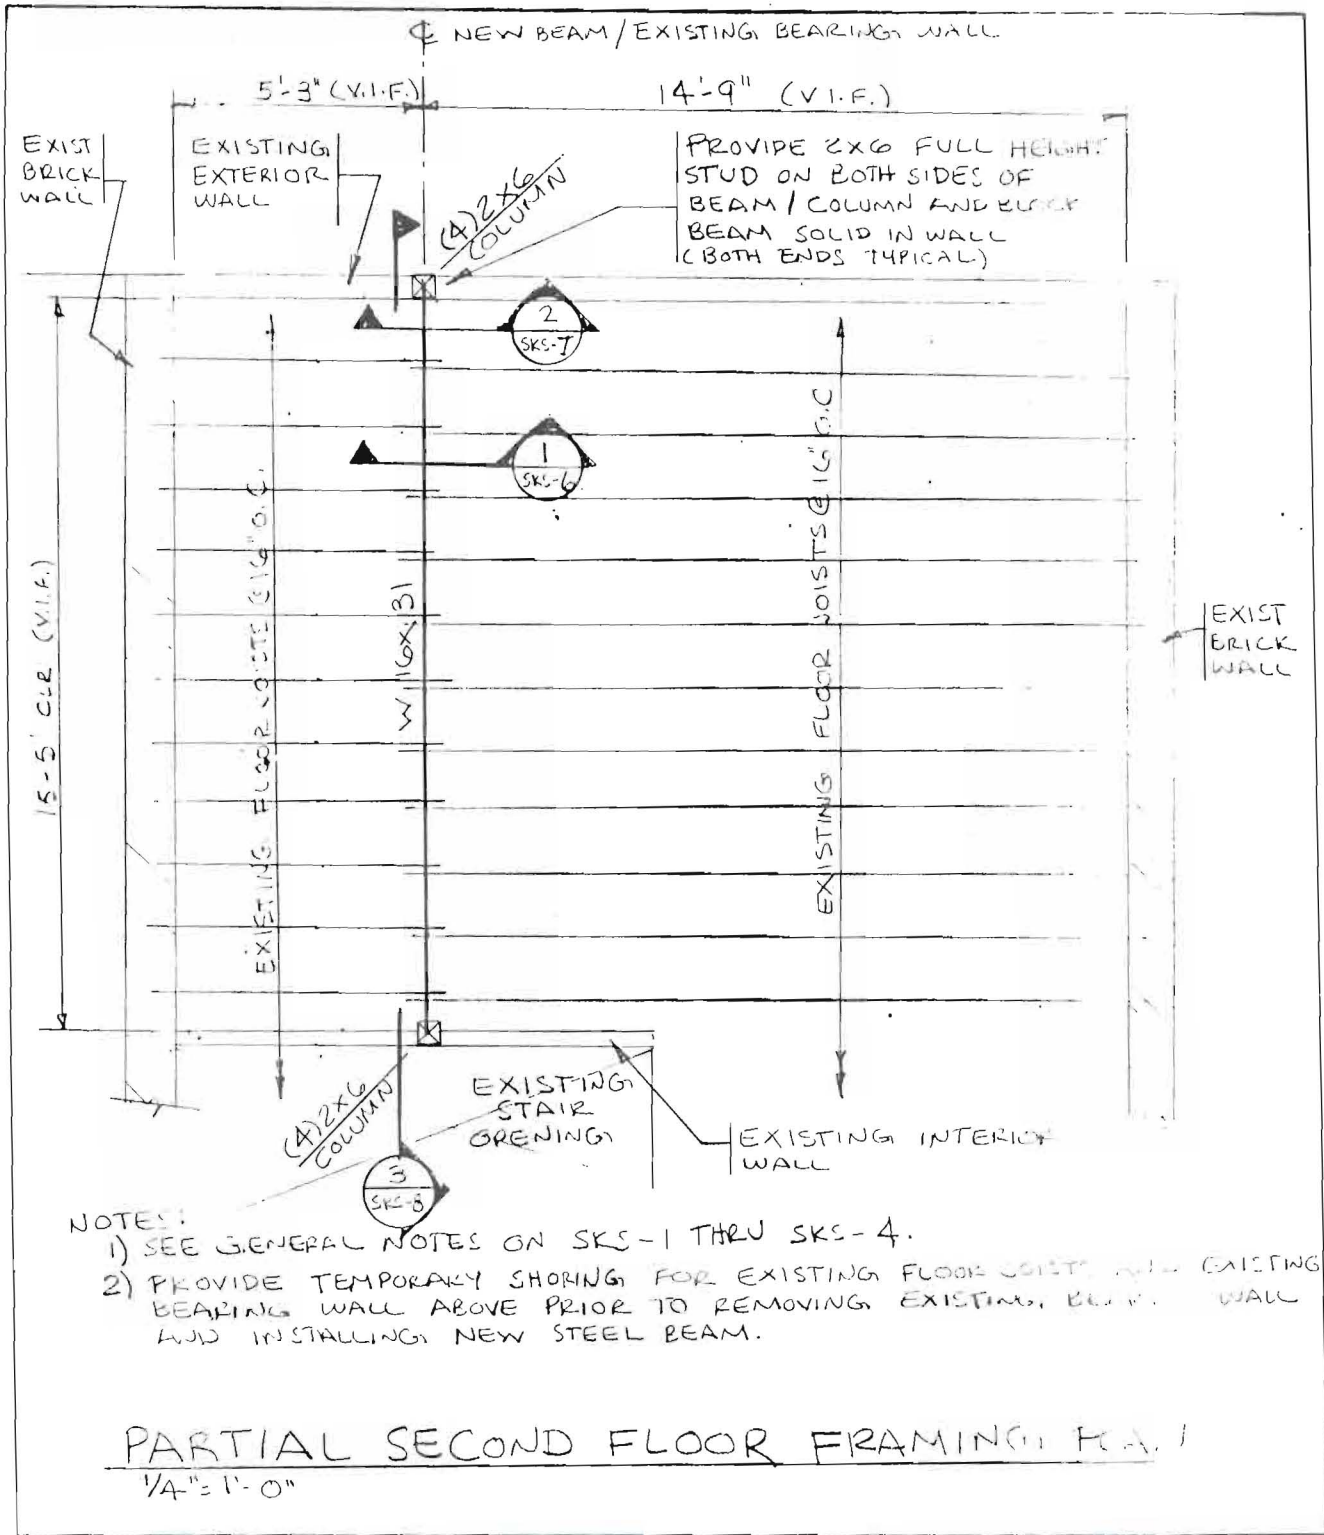 ℄ NEW BEAM/EXISTING BEARING WALL
5'-3" (V.I.F.)
14'-9" (V.I.F.)
EXIST
BRICK
WALL
EXISTING
EXTERIOR
WALL
(4)2X6
COLUMN
PROVIDE 2X6 FULL HEIGHT
STUD ON BOTH SIDES OF
BEAM/COLUMN AND BLOCK
BEAM SOLID IN WALL
(BOTH ENDS TYPICAL)
2
SKS-7
1
SKS-6
15-5' CLR (V.I.F.)
EXISTING FLOOR JOISTS @ 16" O.C.
W 16X31
EXISTING FLOOR JOISTS @ 16" O.C
EXIST
BRICK
WALL
(4)2X6
COLUMN
EXISTING
STAIR
OPENING
EXISTING INTERIOR
WALL
3
SKS-8
NOTES:
1) SEE GENERAL NOTES ON SKS-1 THRU SKS-4.
2) PROVIDE TEMPORARY SHORING FOR EXISTING FLOOR JOISTS EXISTING
BEARING WALL ABOVE PRIOR TO REMOVING EXISTING WALL
AND INSTALLING NEW STEEL BEAM.
PARTIAL SECOND FLOOR FRAMING
1/4"=1'-0"